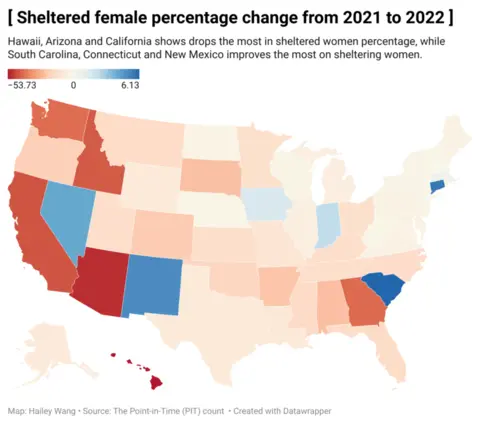 [ Sheltered female percentage change from 2021 to 2022 ]
Hawaii, Arizona and California shows drops the most in sheltered women percentage, while
South Carolina, Connecticut and New Mexico improves the most on sheltering women.
−53.73 0 6.13
Map: Hailey Wang • Source: The Point-in-Time (PIT) count • Created with Datawrapper